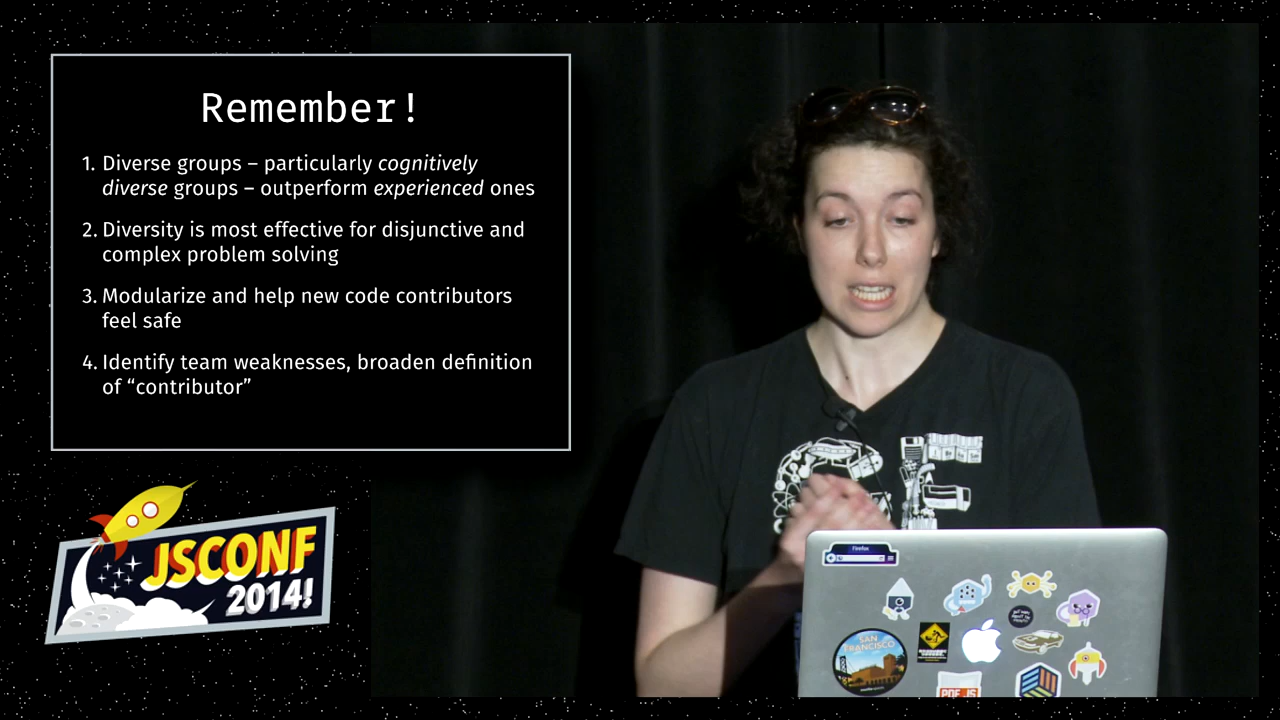 Remember!
1. Diverse groups – particularly cognitively
diverse groups – outperform experienced ones
2. Diversity is most effective for disjunctive and
complex problem solving
3. Modularize and help new code contributors
feel safe
4. Identify team weaknesses, broaden definition
of “contributor”
JSCONF
2014!
Firefox
SAN
FRANCISCO
PDF.JS